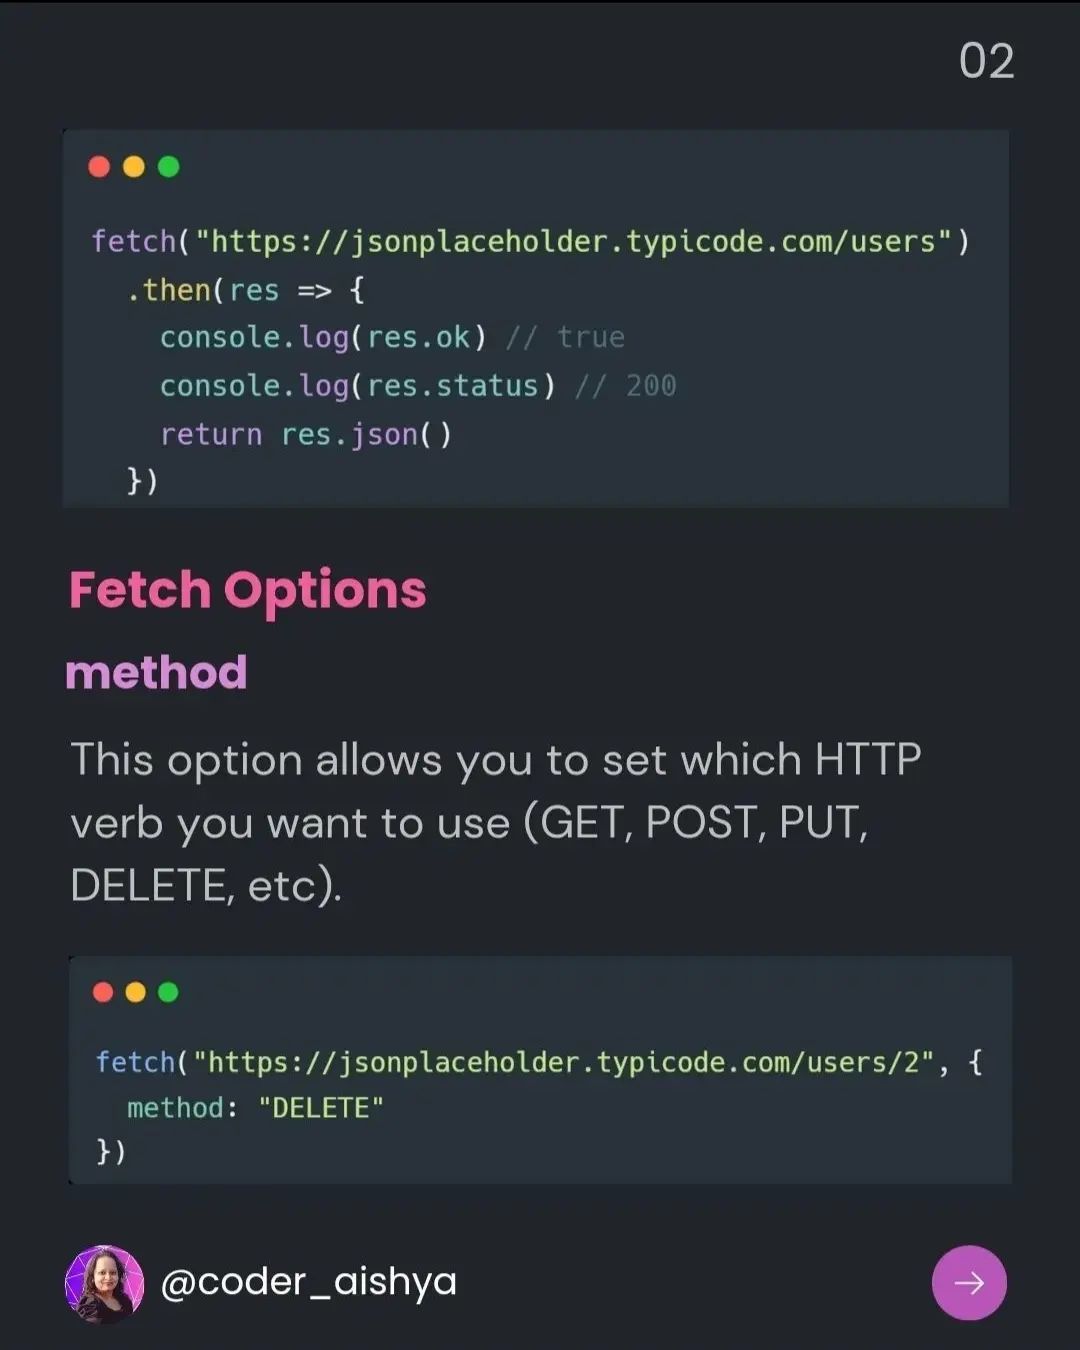 02
fetch("https://jsonplaceholder.typicode.com/users")
.then(res => {
console.log(res.ok) // true
console.log(res.status) // 200
return res.json()
})
Fetch Options
method
This option allows you to set which HTTP
verb you want to use (GET, POST, PUT,
DELETE, etc).
fetch("https://jsonplaceholder.typicode.com/users/2", {
method: "DELETE"
})
@coder_aishya